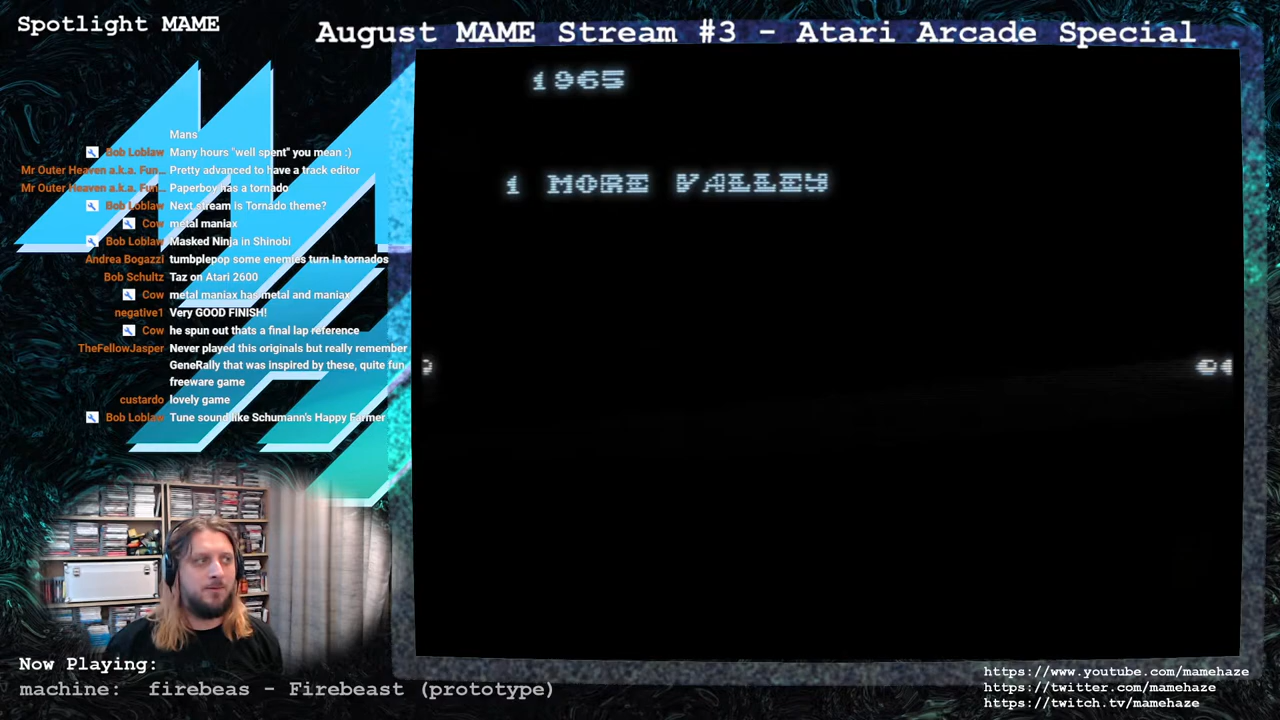 Spotlight MAME
August MAME Stream #3 - Atari Arcade Special
1965
1 MORE VALLEY
Mans
Bob Loblaw Many hours "well spent" you mean :)
Mr Outer Heaven a.k.a. Fun... Pretty advanced to have a track editor
Mr Outer Heaven a.k.a. Fun... Paperboy has a tornado
Bob Loblaw Next stream is Tornado theme?
Cow metal maniax
Bob Loblaw Masked Ninja in Shinobi
Andrea Bogazzi tumbplepop some enemies turn in tornados
Bob Schultz Taz on Atari 2600
Cow metal maniax has metal and maniax
negative1 Very GOOD FINISH!
Cow he spun out thats a final lap reference
TheFellowJasper Never played this originals but really remember
GeneRally that was inspired by these, quite fun
freeware game
custardo lovely game
Bob Loblaw Tune sound like Schumann's Happy Farmer
Now Playing:
machine: firebeas - Firebeast (prototype)
https://www.youtube.com/mamehaze
https://twitter.com/mamehaze
https://twitch.tv/mamehaze